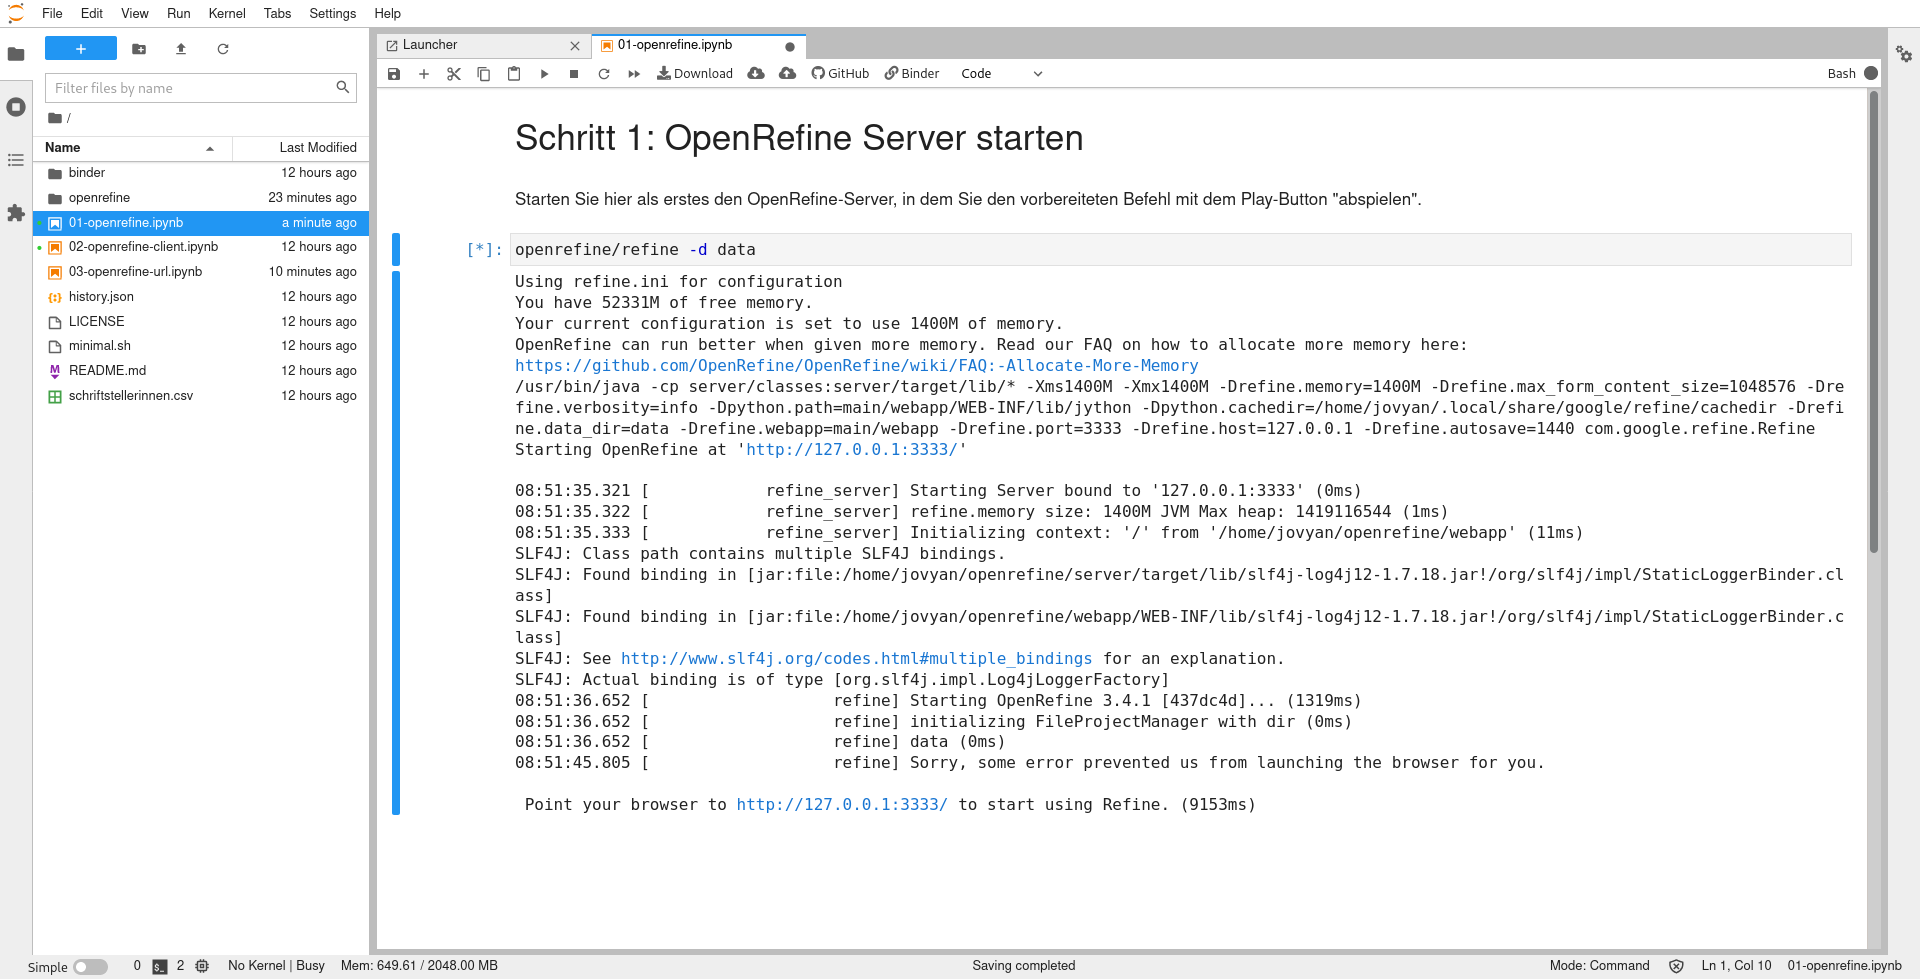 File Edit View Run Kernel Tabs Settings Help
Launcher
01-openrefine.ipynb
Download GitHub Binder Code Bash
Filter files by name
/
Name Last Modified
binder 12 hours ago
openrefine 23 minutes ago
01-openrefine.ipynb a minute ago
02-openrefine-client.ipynb 12 hours ago
03-openrefine-url.ipynb 10 minutes ago
history.json 12 hours ago
LICENSE 12 hours ago
minimal.sh 12 hours ago
README.md 12 hours ago
schriftstellerinnen.csv 12 hours ago
Schritt 1: OpenRefine Server starten
Starten Sie hier als erstes den OpenRefine-Server, in dem Sie den vorbereiteten Befehl mit dem Play-Button "abspielen".
[*]: openrefine/refine -d data
Using refine.ini for configuration
You have 52331M of free memory.
Your current configuration is set to use 1400M of memory.
OpenRefine can run better when given more memory. Read our FAQ on how to allocate more memory here:
https://github.com/OpenRefine/OpenRefine/wiki/FAQ:-Allocate-More-Memory
/usr/bin/java -cp server/classes:server/target/lib/* -Xms1400M -Xmx1400M -Drefine.memory=1400M -Drefine.max_form_content_size=1048576 -Dre
fine.verbosity=info -Dpython.path=main/webapp/WEB-INF/lib/jython -Dpython.cachedir=/home/jovyan/.local/share/google/refine/cachedir -Drefi
ne.data_dir=data -Drefine.webapp=main/webapp -Drefine.port=3333 -Drefine.host=127.0.0.1 -Drefine.autosave=1440 com.google.refine.Refine
Starting OpenRefine at 'http://127.0.0.1:3333/'
08:51:35.321 [            refine_server] Starting Server bound to '127.0.0.1:3333' (0ms)
08:51:35.322 [            refine_server] refine.memory size: 1400M JVM Max heap: 1419116544 (1ms)
08:51:35.333 [            refine_server] Initializing context: '/' from '/home/jovyan/openrefine/webapp' (11ms)
SLF4J: Class path contains multiple SLF4J bindings.
SLF4J: Found binding in [jar:file:/home/jovyan/openrefine/server/target/lib/slf4j-log4j12-1.7.18.jar!/org/slf4j/impl/StaticLoggerBinder.cl
ass]
SLF4J: Found binding in [jar:file:/home/jovyan/openrefine/webapp/WEB-INF/lib/slf4j-log4j12-1.7.18.jar!/org/slf4j/impl/StaticLoggerBinder.c
lass]
SLF4J: See http://www.slf4j.org/codes.html#multiple_bindings for an explanation.
SLF4J: Actual binding is of type [org.slf4j.impl.Log4jLoggerFactory]
08:51:36.652 [                   refine] Starting OpenRefine 3.4.1 [437dc4d]... (1319ms)
08:51:36.652 [                   refine] initializing FileProjectManager with dir (0ms)
08:51:36.652 [                   refine] data (0ms)
08:51:45.805 [                   refine] Sorry, some error prevented us from launching the browser for you.
Point your browser to http://127.0.0.1:3333/ to start using Refine. (9153ms)
Simple 0 2 No Kernel | Busy Mem: 649.61 / 2048.00 MB Saving completed Mode: Command Ln 1, Col 10 01-openrefine.ipynb